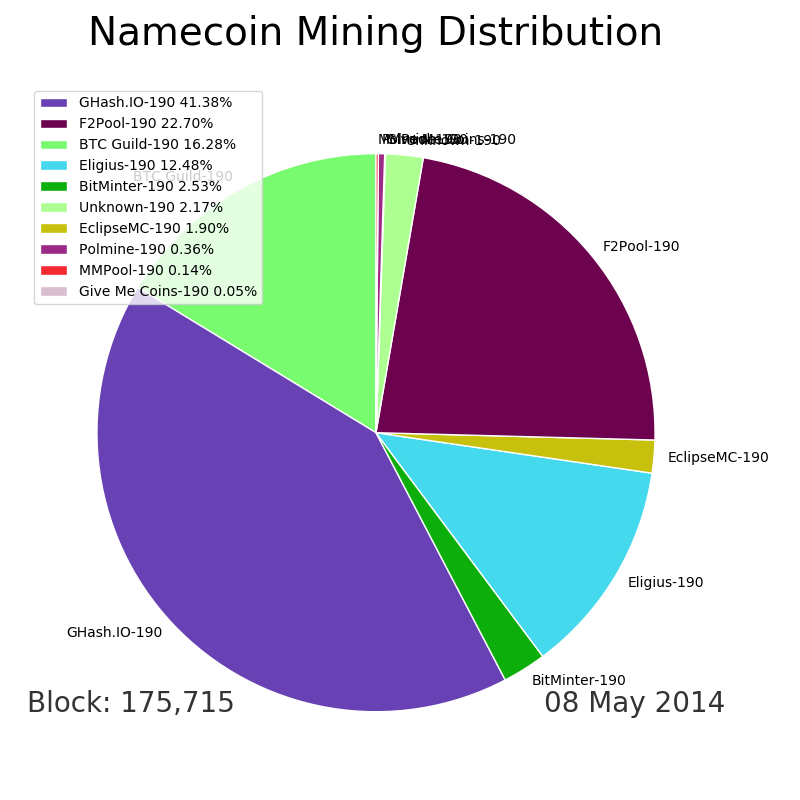 Namecoin Mining Distribution
GHash.IO-190 41.38%
F2Pool-190 22.70%
BTC Guild-190 16.28%
Eligius-190 12.48%
BitMinter-190 2.53%
Unknown-190 2.17%
EclipseMC-190 1.90%
Polmine-190 0.36%
MMPool-190 0.14%
Give Me Coins-190 0.05%
BTC Guild-190
Unknown-190
F2Pool-190
EclipseMC-190
Eligius-190
GHash.IO-190
BitMinter-190
Block: 175,715
08 May 2014